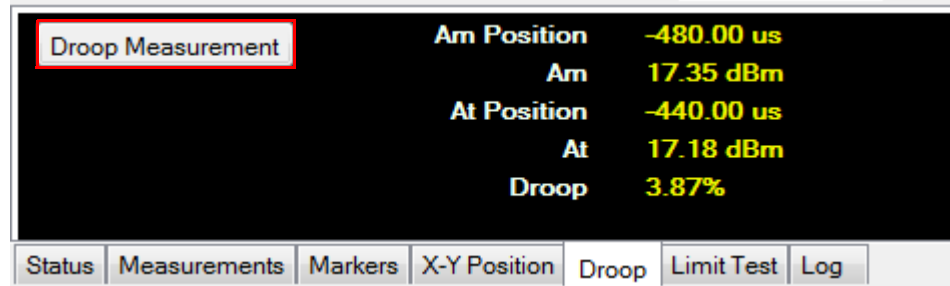 Droop Measurement
Am Position -480.00 us
Am 17.35 dBm
At Position -440.00 us
At 17.18 dBm
Droop 3.87%
Status Measurements Markers X-Y Position Droop Limit Test Log